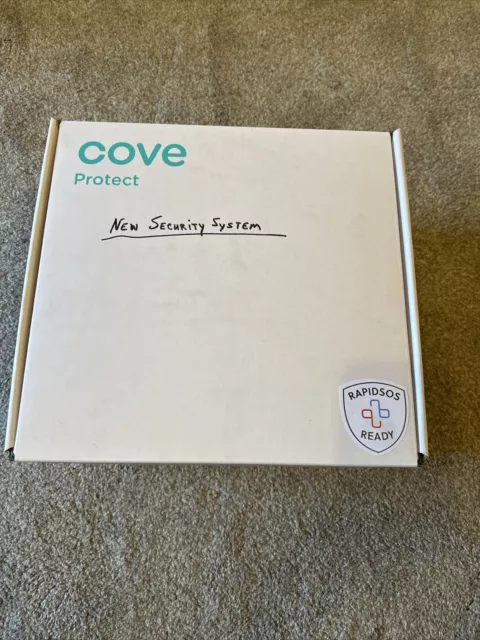 cove
Protect
New Security System
RAPIDSOS
READY